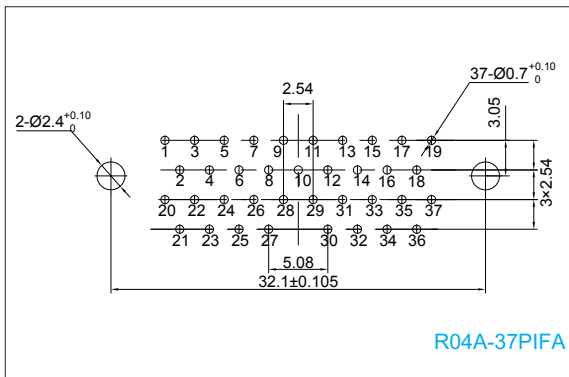 37-Ø0.7 +0.10 0
2.54
3.05
2-Ø2.4 +0.10 0
1 3 5 7 9 11 13 15 17 19
2 4 6 8 10 12 14 16 18
3×2.54
20 22 24 26 28 29 31 33 35 37
21 23 25 27 30 32 34 36
5.08
32.1±0.105
R04A-37PIFA